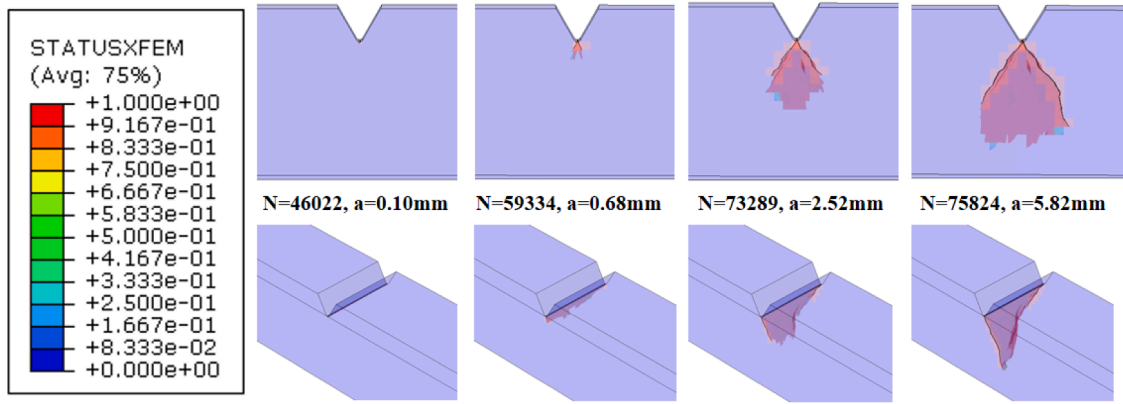 STATUSXFEM
(Avg: 75%)
+1.000e+00
+9.167e-01
+8.333e-01
+7.500e-01
+6.667e-01
+5.833e-01
+5.000e-01
+4.167e-01
+3.333e-01
+2.500e-01
+1.667e-01
+8.333e-02
+0.000e+00
N=46022, a=0.10mm
N=59334, a=0.68mm
N=73289, a=2.52mm
N=75824, a=5.82mm